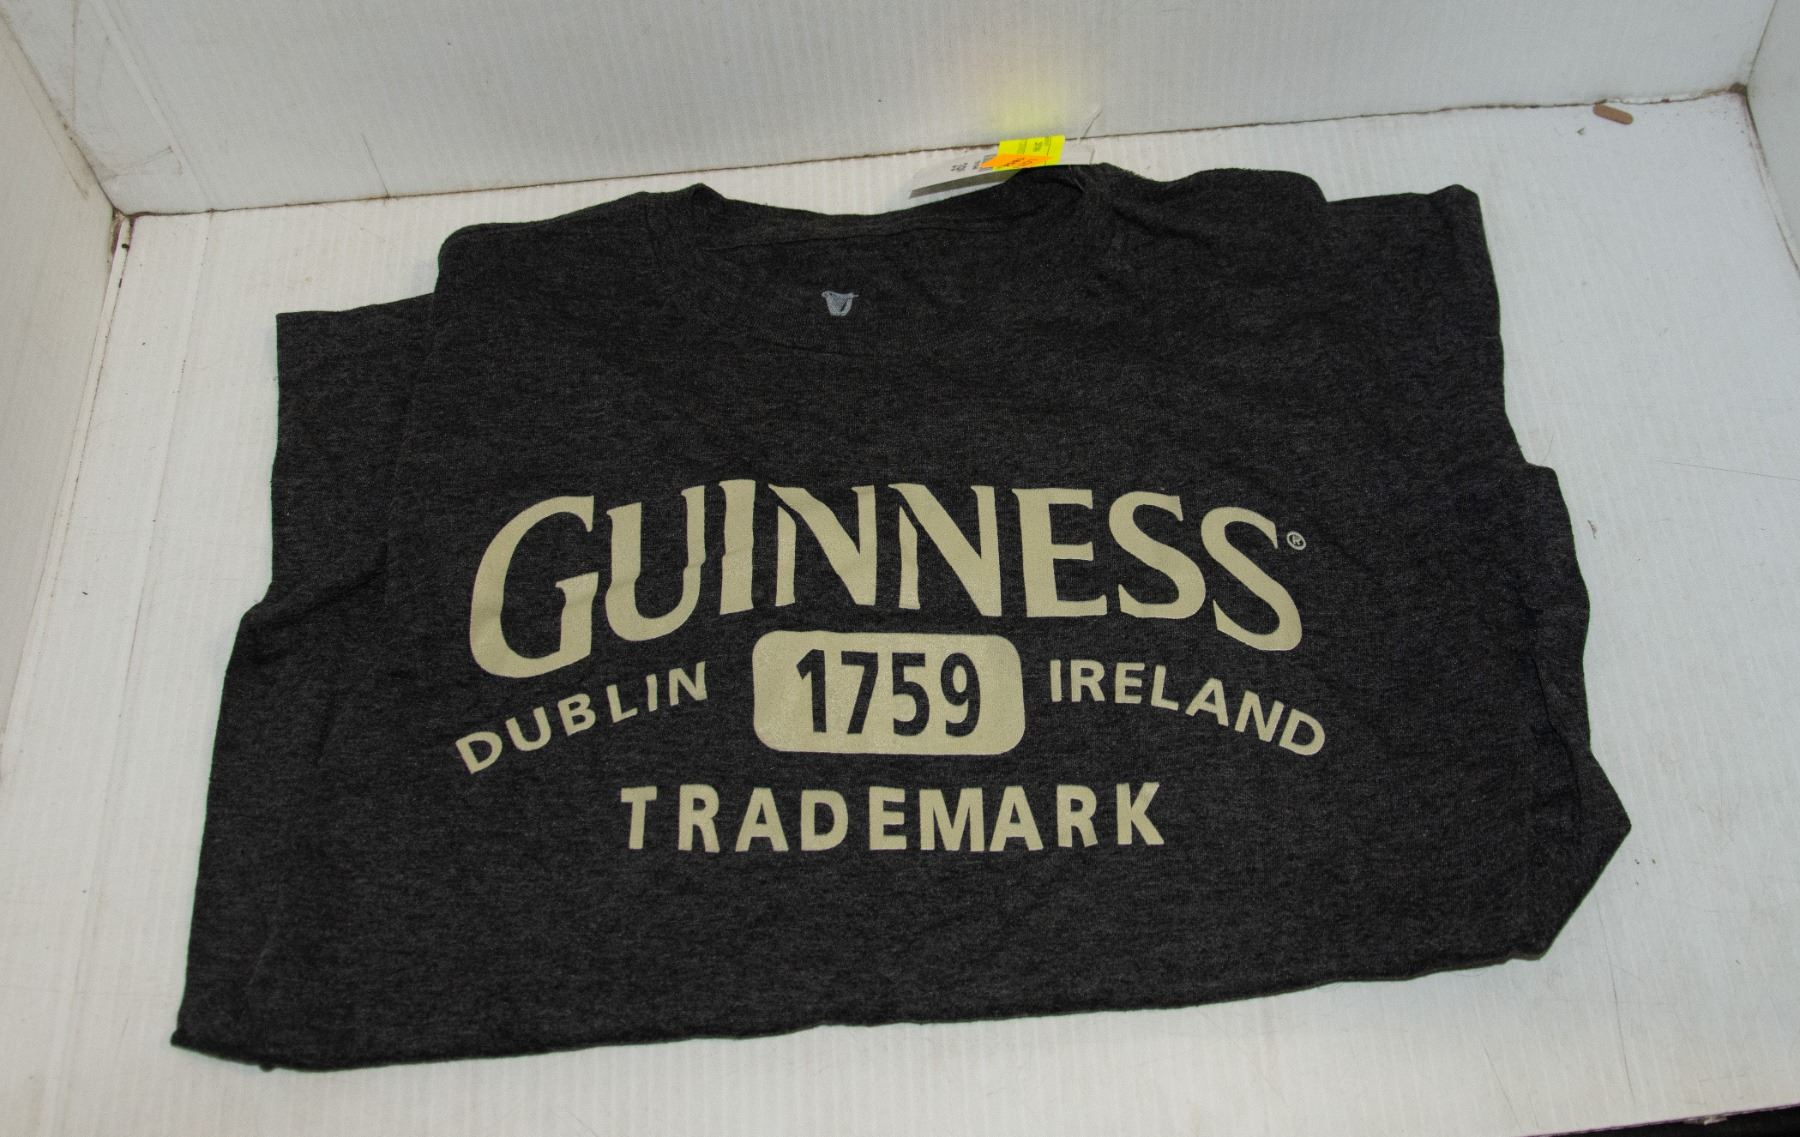 GUINNESS®
DUBLIN 1759 IRELAND
TRADEMARK